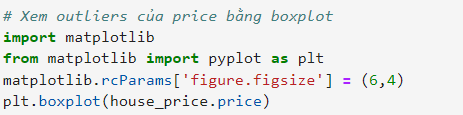 # Xem outliers của price bằng boxplot
import matplotlib
from matplotlib import pyplot as plt
matplotlib.rcParams['figure.figsize'] = (6,4)
plt.boxplot(house_price.price)